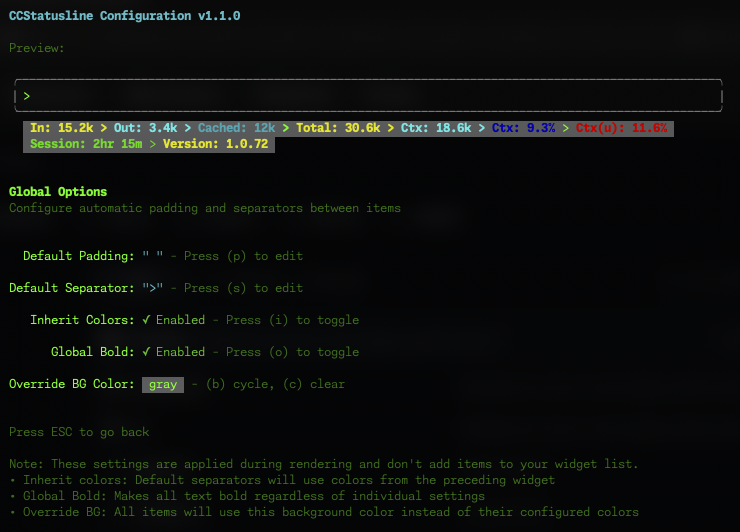 CCStatusline Configuration v1.1.0
Preview:
>
In: 15.2k > Out: 3.4k > Cached: 12k > Total: 30.6k > Ctx: 18.6k > Ctx: 9.3% > Ctx(u): 11.6%
Session: 2hr 15m > Version: 1.0.72
Global Options
Configure automatic padding and separators between items
Default Padding: " " - Press (p) to edit
Default Separator: ">" - Press (s) to edit
Inherit Colors: ✓ Enabled - Press (i) to toggle
Global Bold: ✓ Enabled - Press (o) to toggle
Override BG Color: gray - (b) cycle, (c) clear
Press ESC to go back
Note: These settings are applied during rendering and don't add items to your widget list.
• Inherit colors: Default separators will use colors from the preceding widget
• Global Bold: Makes all text bold regardless of individual settings
• Override BG: All items will use this background color instead of their configured colors